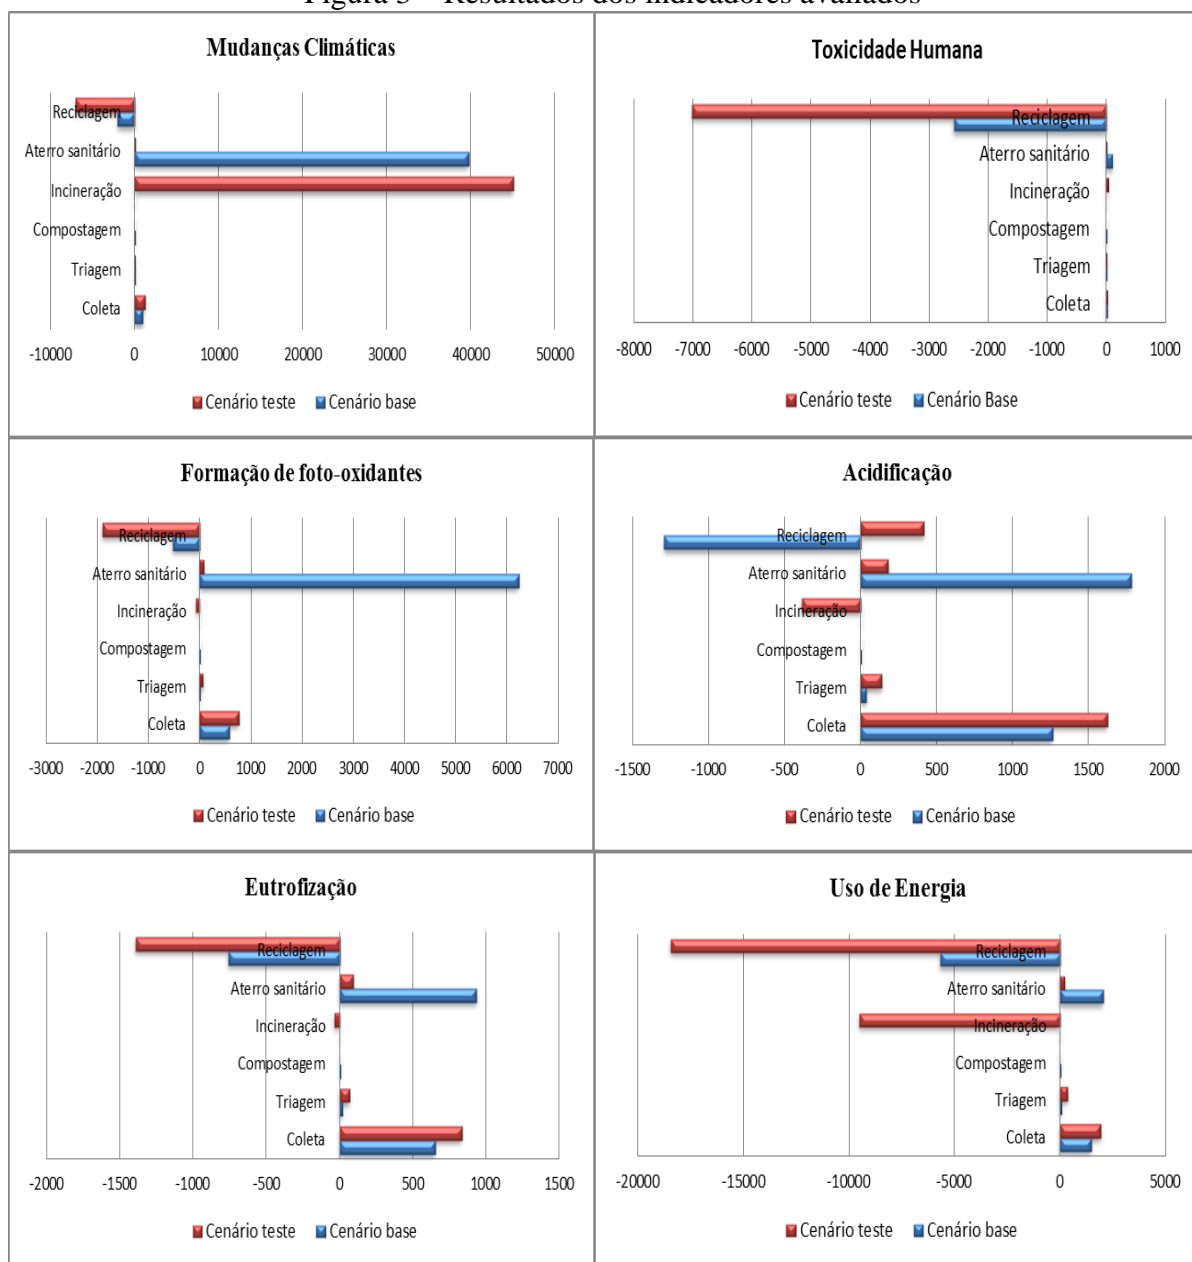 Figura 3 – Resultados dos indicadores avaliados
Mudanças Climáticas
Reciclagem
Aterro sanitário
Incineração
Compostagem
Triagem
Coleta
-10000 0 10000 20000 30000 40000 50000
Cenário teste Cenário base
Toxicidade Humana
Reciclagem
Aterro sanitário
Incineração
Compostagem
Triagem
Coleta
-8000 -7000 -6000 -5000 -4000 -3000 -2000 -1000 0 1000
Cenário teste Cenário Base
Formação de foto-oxidantes
Reciclagem
Aterro sanitário
Incineração
Compostagem
Triagem
Coleta
-3000 -2000 -1000 0 1000 2000 3000 4000 5000 6000 7000
Cenário teste Cenário base
Acidificação
Reciclagem
Aterro sanitário
Incineração
Compostagem
Triagem
Coleta
-1500 -1000 -500 0 500 1000 1500 2000
Cenário teste Cenário base
Eutrofização
Reciclagem
Aterro sanitário
Incineração
Compostagem
Triagem
Coleta
-2000 -1500 -1000 -500 0 500 1000 1500
Cenário teste Cenário base
Uso de Energia
Reciclagem
Aterro sanitário
Incineração
Compostagem
Triagem
Coleta
-20000 -15000 -10000 -5000 0 5000
Cenário teste Cenário base